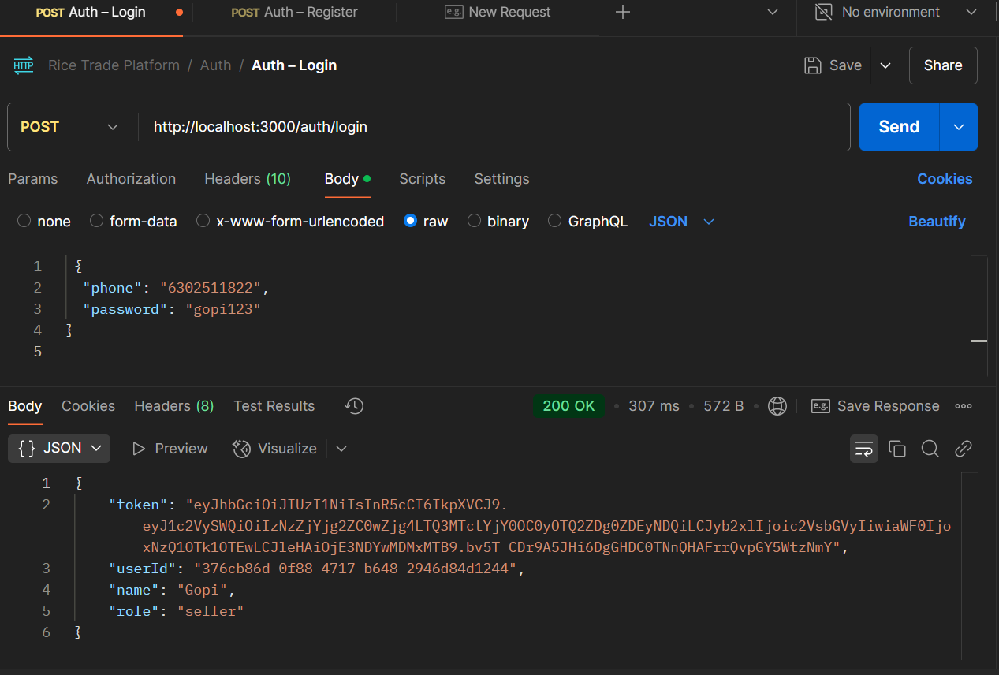 POST Auth – Login POST Auth – Register e.g. New Request No environment
HTTP Rice Trade Platform / Auth / Auth – Login Save Share
POST http://localhost:3000/auth/login Send
Params Authorization Headers (10) Body Scripts Settings Cookies
none form-data x-www-form-urlencoded raw binary GraphQL JSON Beautify
1 {
2 "phone": "6302511822",
3 "password": "gopi123"
4 }
5
Body Cookies Headers (8) Test Results 200 OK • 307 ms • 572 B • e.g. Save Response
{} JSON Preview Visualize
1 {
2 "token": "eyJhbGciOiJIUzI1NiIsInR5cCI6IkpXVCJ9.
eyJ1c2VySWQiOiIzNzZjYjg2ZC0wZjg4LTQ3MTctYjY0OC0yOTQ2ZDg0ZDEyNDQiLCJyb2xlIjoic2VsbGVyIiwiaWF0Ijo
xNzQ1OTk1OTEwLCJleHAiOjE3NDYwMDMxMTB9.bv5T_CDr9A5JHi6DgGHDC0TNnQHAFrrQvpGY5WtzNmY",
3 "userId": "376cb86d-0f88-4717-b648-2946d84d1244",
4 "name": "Gopi",
5 "role": "seller"
6 }